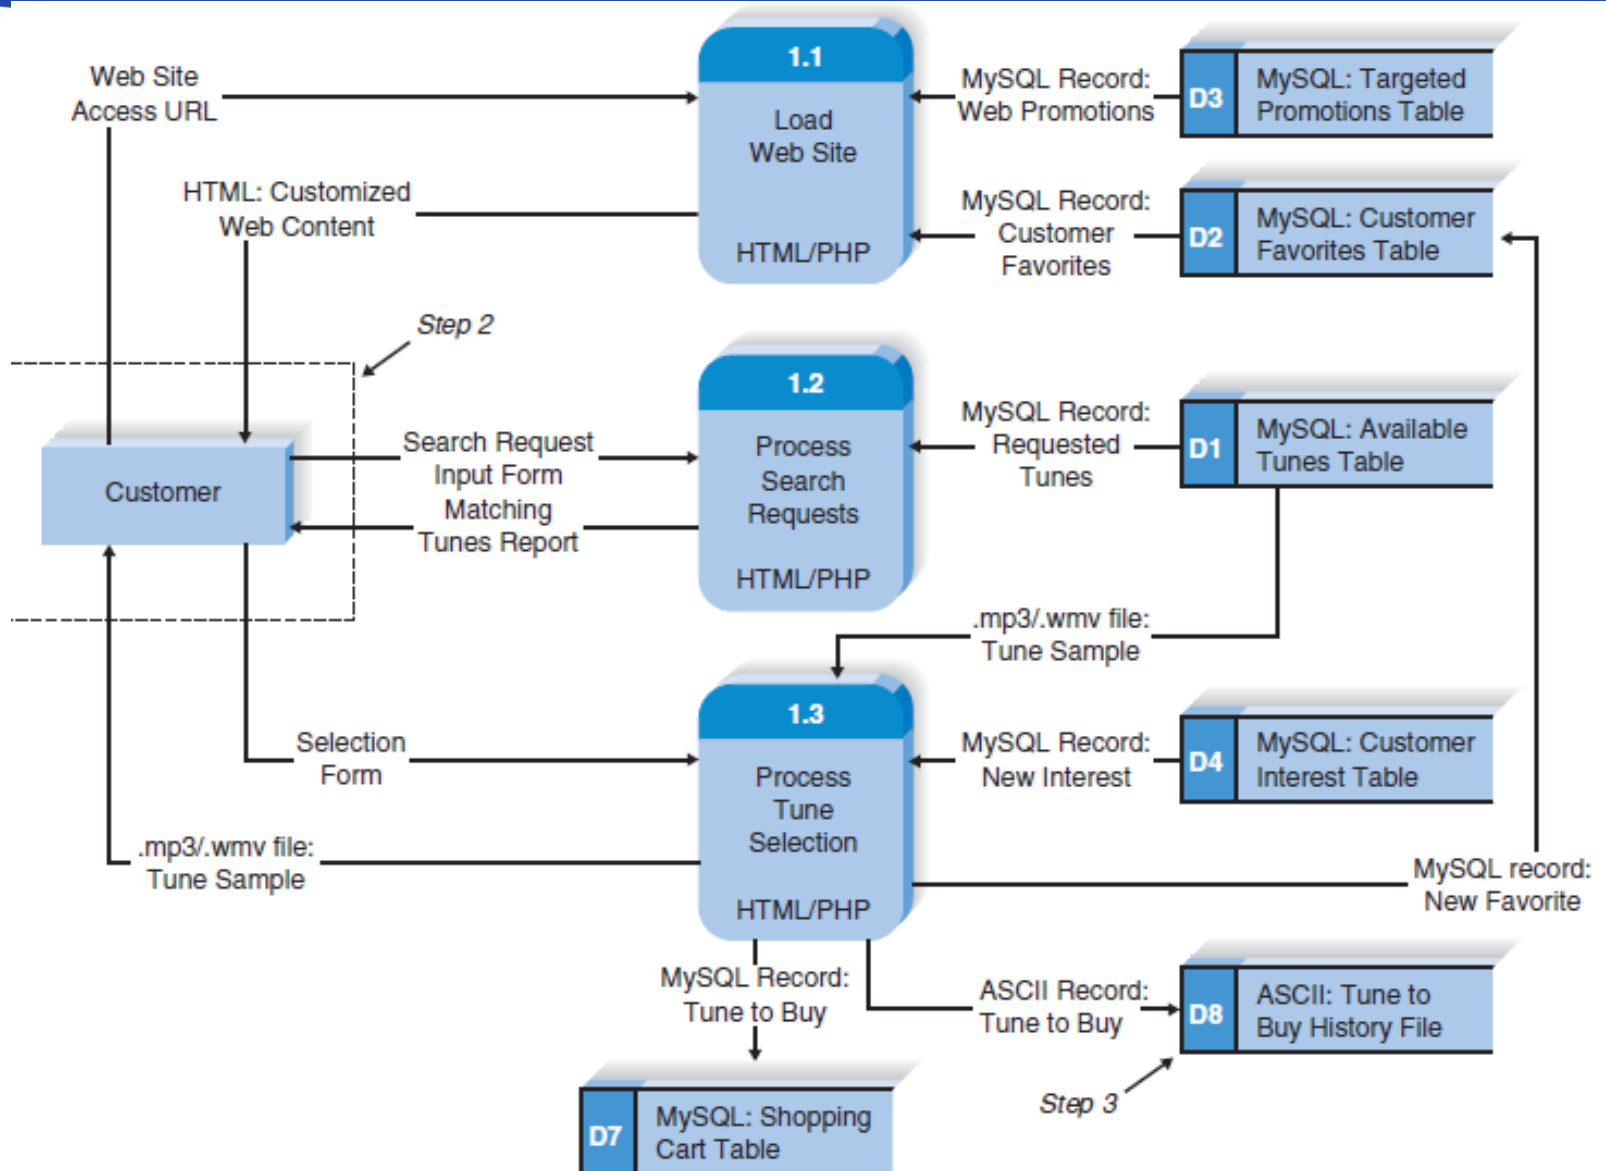 Web Site
Access URL
1.1
Load
Web Site
HTML/PHP
MySQL Record:
Web Promotions
D3
MySQL: Targeted
Promotions Table
HTML: Customized
Web Content
MySQL Record:
Customer
Favorites
D2
MySQL: Customer
Favorites Table
Step 2
Customer
Search Request
Input Form
Matching
Tunes Report
1.2
Process
Search
Requests
HTML/PHP
MySQL Record:
Requested
Tunes
D1
MySQL: Available
Tunes Table
.mp3/.wmv file:
Tune Sample
Selection
Form
1.3
Process
Tune
Selection
HTML/PHP
MySQL Record:
New Interest
D4
MySQL: Customer
Interest Table
.mp3/.wmv file:
Tune Sample
MySQL record:
New Favorite
MySQL Record:
Tune to Buy
ASCII Record:
Tune to Buy
D8
ASCII: Tune to
Buy History File
Step 3
D7
MySQL: Shopping
Cart Table